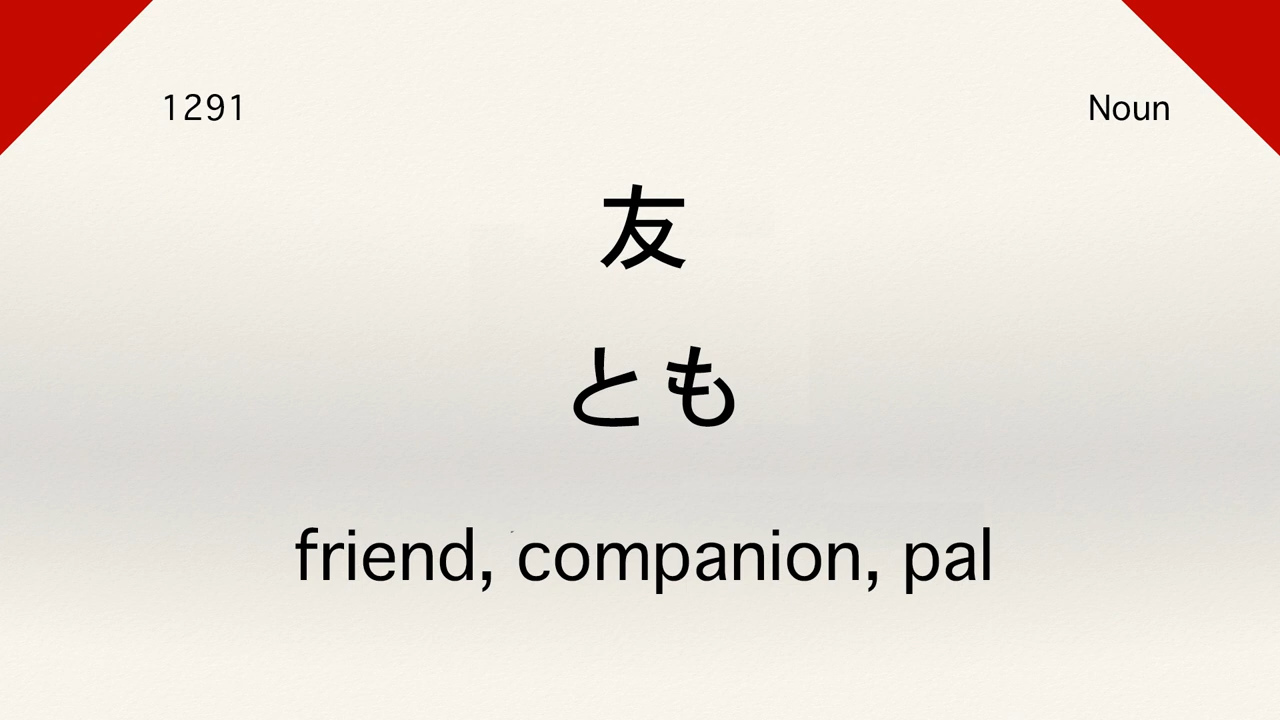 1291
Noun
友
とも
friend, companion, pal